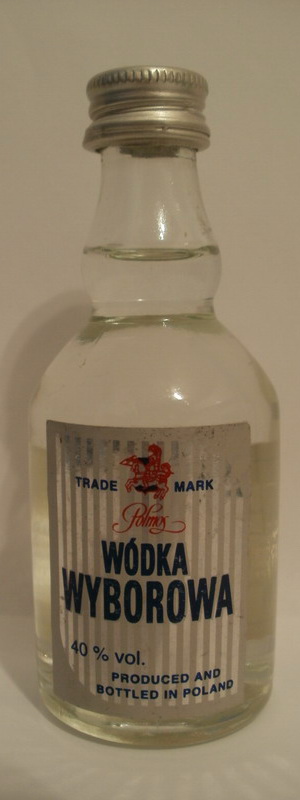 TRADE MARK
Polmos
WÓDKA
WYBOROWA
40 % vol.
PRODUCED AND
BOTTLED IN POLAND